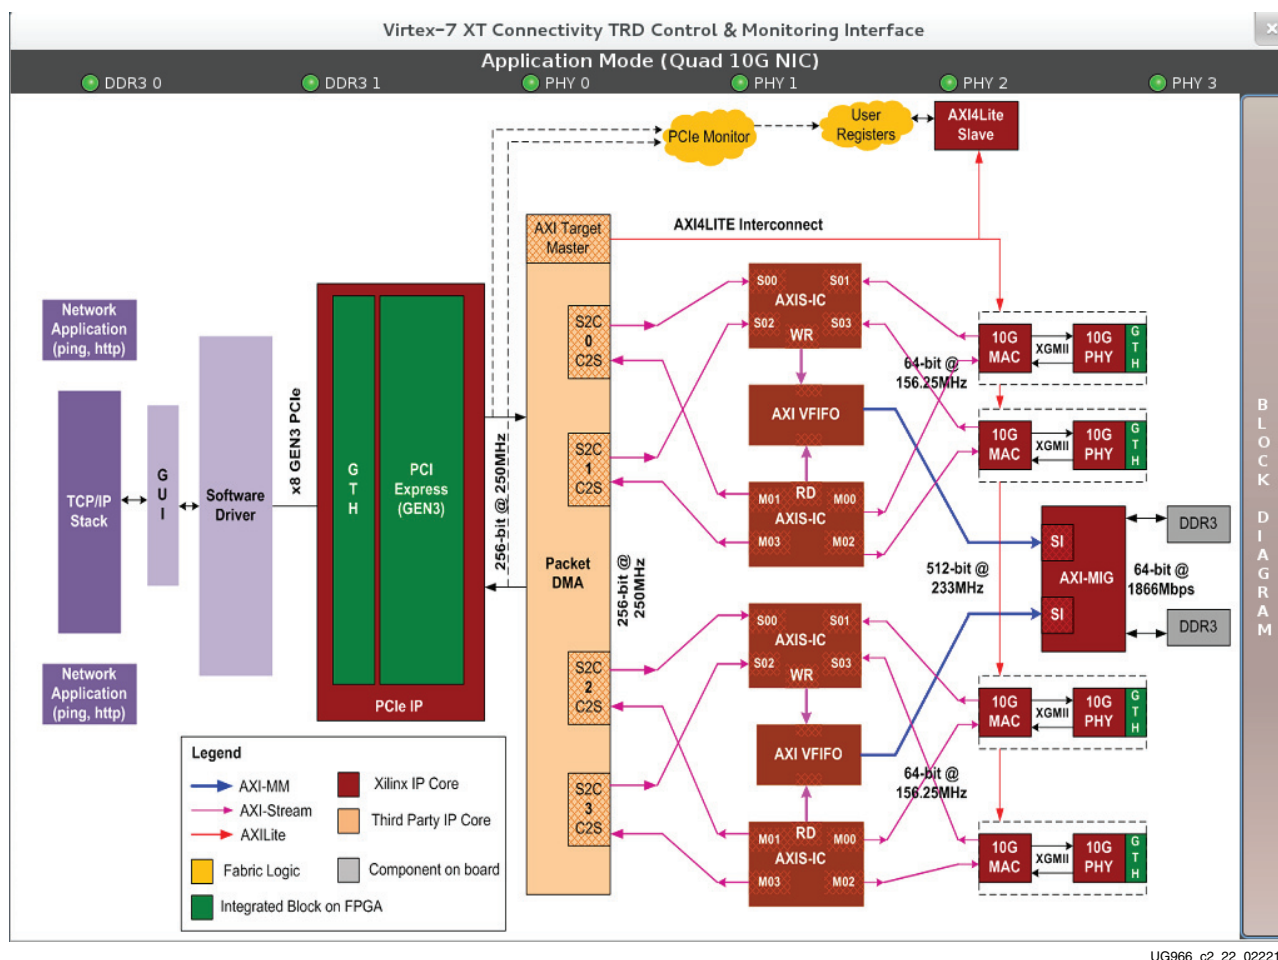 Virtex-7 XT Connectivity TRD Control & Monitoring Interface
x
Application Mode (Quad 10G NIC)
DDR3 0
DDR3 1
PHY 0
PHY 1
PHY 2
PHY 3
PCIe Monitor
User
Registers
AXI4Lite
Slave
AXI Target
Master
AXI4LITE Interconnect
Network
Application
(ping, http)
TCP/IP
Stack
GUI
Software
Driver
Network
Application
(ping, http)
x8 GEN3 PCIe
GTH
PCI
Express
(GEN3)
PCIe IP
256-bit @ 250MHz
Packet
DMA
256-bit @
250MHz
S2C
0
C2S
S2C
1
C2S
S2C
2
C2S
S2C
3
C2S
S00
S01
AXIS-IC
S02
S03
WR
AXI VFIFO
M01
RD
M00
AXIS-IC
M03
M02
S00
S01
AXIS-IC
S02
S03
WR
AXI VFIFO
M01
RD
M00
AXIS-IC
M03
M02
64-bit @
156.25MHz
10G
MAC
XGMII
10G
PHY
GTH
10G
MAC
XGMII
10G
PHY
GTH
SI
SI
AXI-MIG
512-bit @
233MHz
64-bit @
1866Mbps
DDR3
DDR3
64-bit @
156.25MHz
10G
MAC
XGMII
10G
PHY
GTH
10G
MAC
XGMII
10G
PHY
GTH
BLOCK DIAGRAM
Legend
AXI-MM
AXI-Stream
AXILite
Fabric Logic
Integrated Block on FPGA
Xilinx IP Core
Third Party IP Core
Component on board
UG966_c2_22_02221